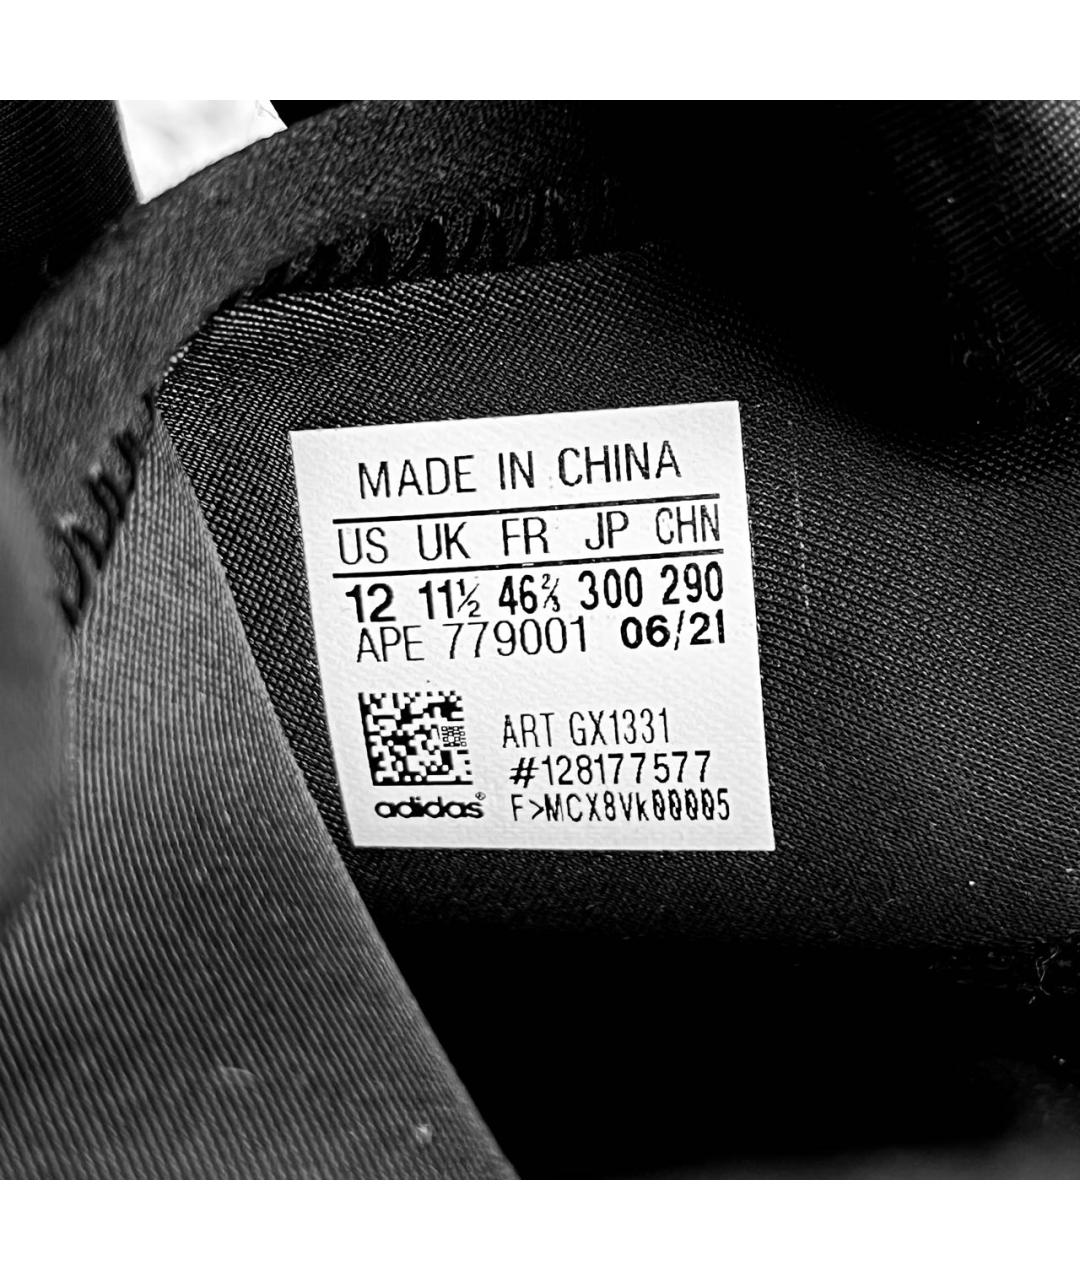 MADE IN CHINA
US UK FR JP CHN
12 11½ 46⅔ 300 290
APE 779001 06/21
ART GX1331
#128177577
adidas® F>MCX8Vk00005